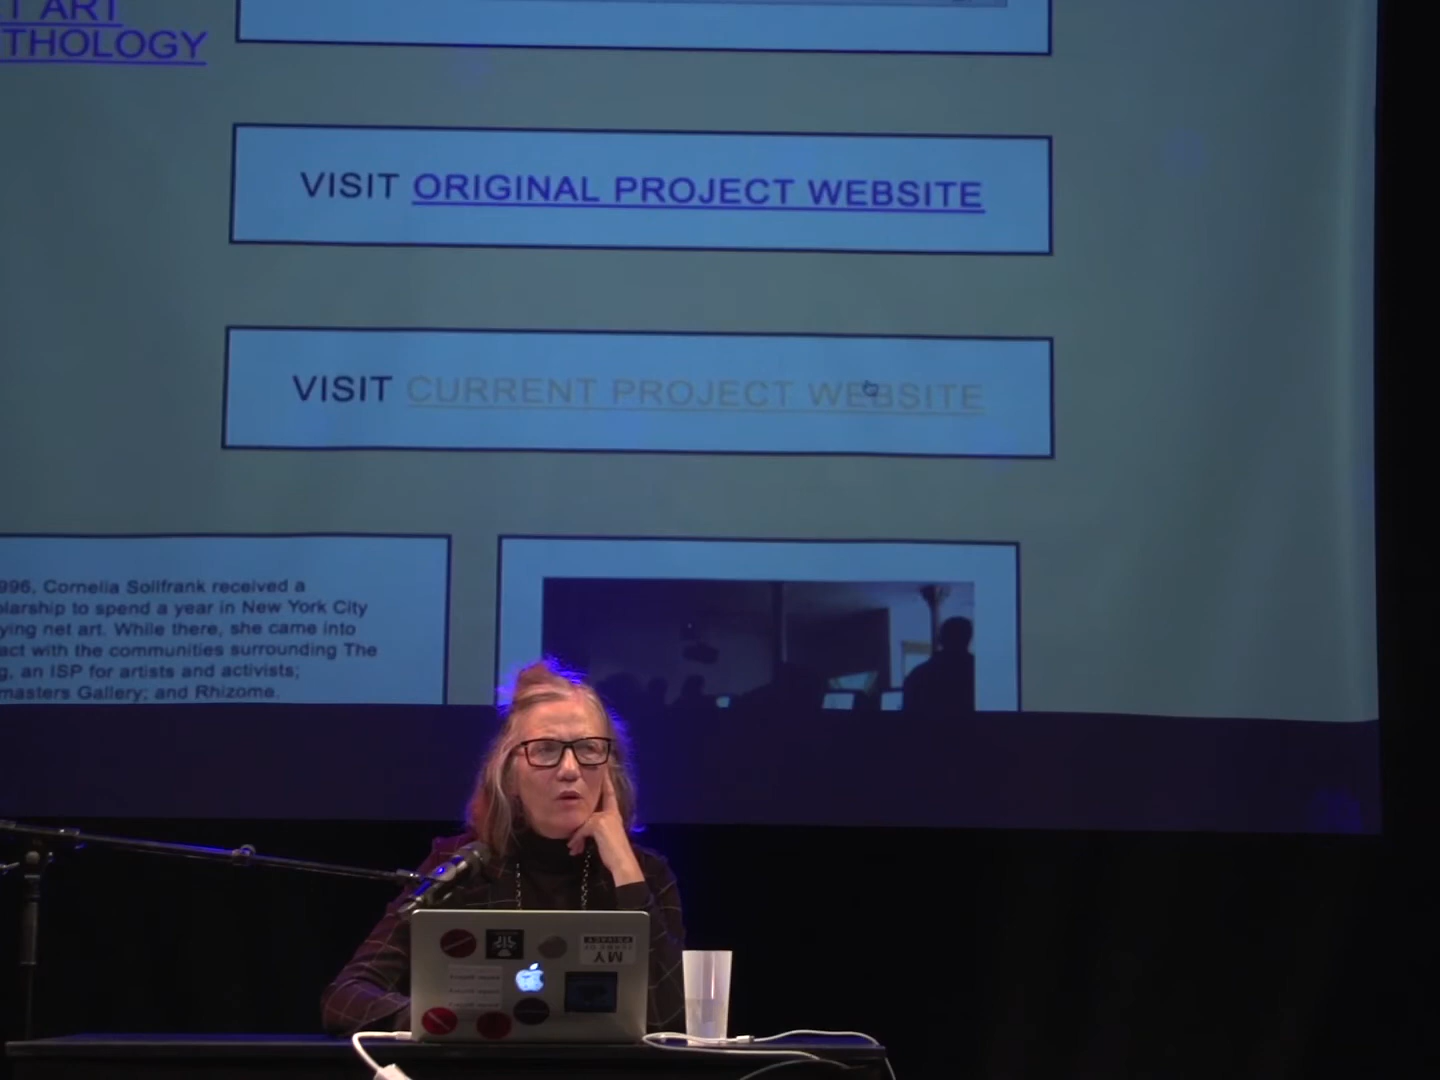 T ART
THOLOGY
VISIT ORIGINAL PROJECT WEBSITE
VISIT CURRENT PROJECT WEBSITE
996, Cornelia Sollfrank received a
larship to spend a year in New York City
ying net art. While there, she came into
act with the communities surrounding The
g, an ISP for artists and activists;
masters Gallery; and Rhizome.
MY